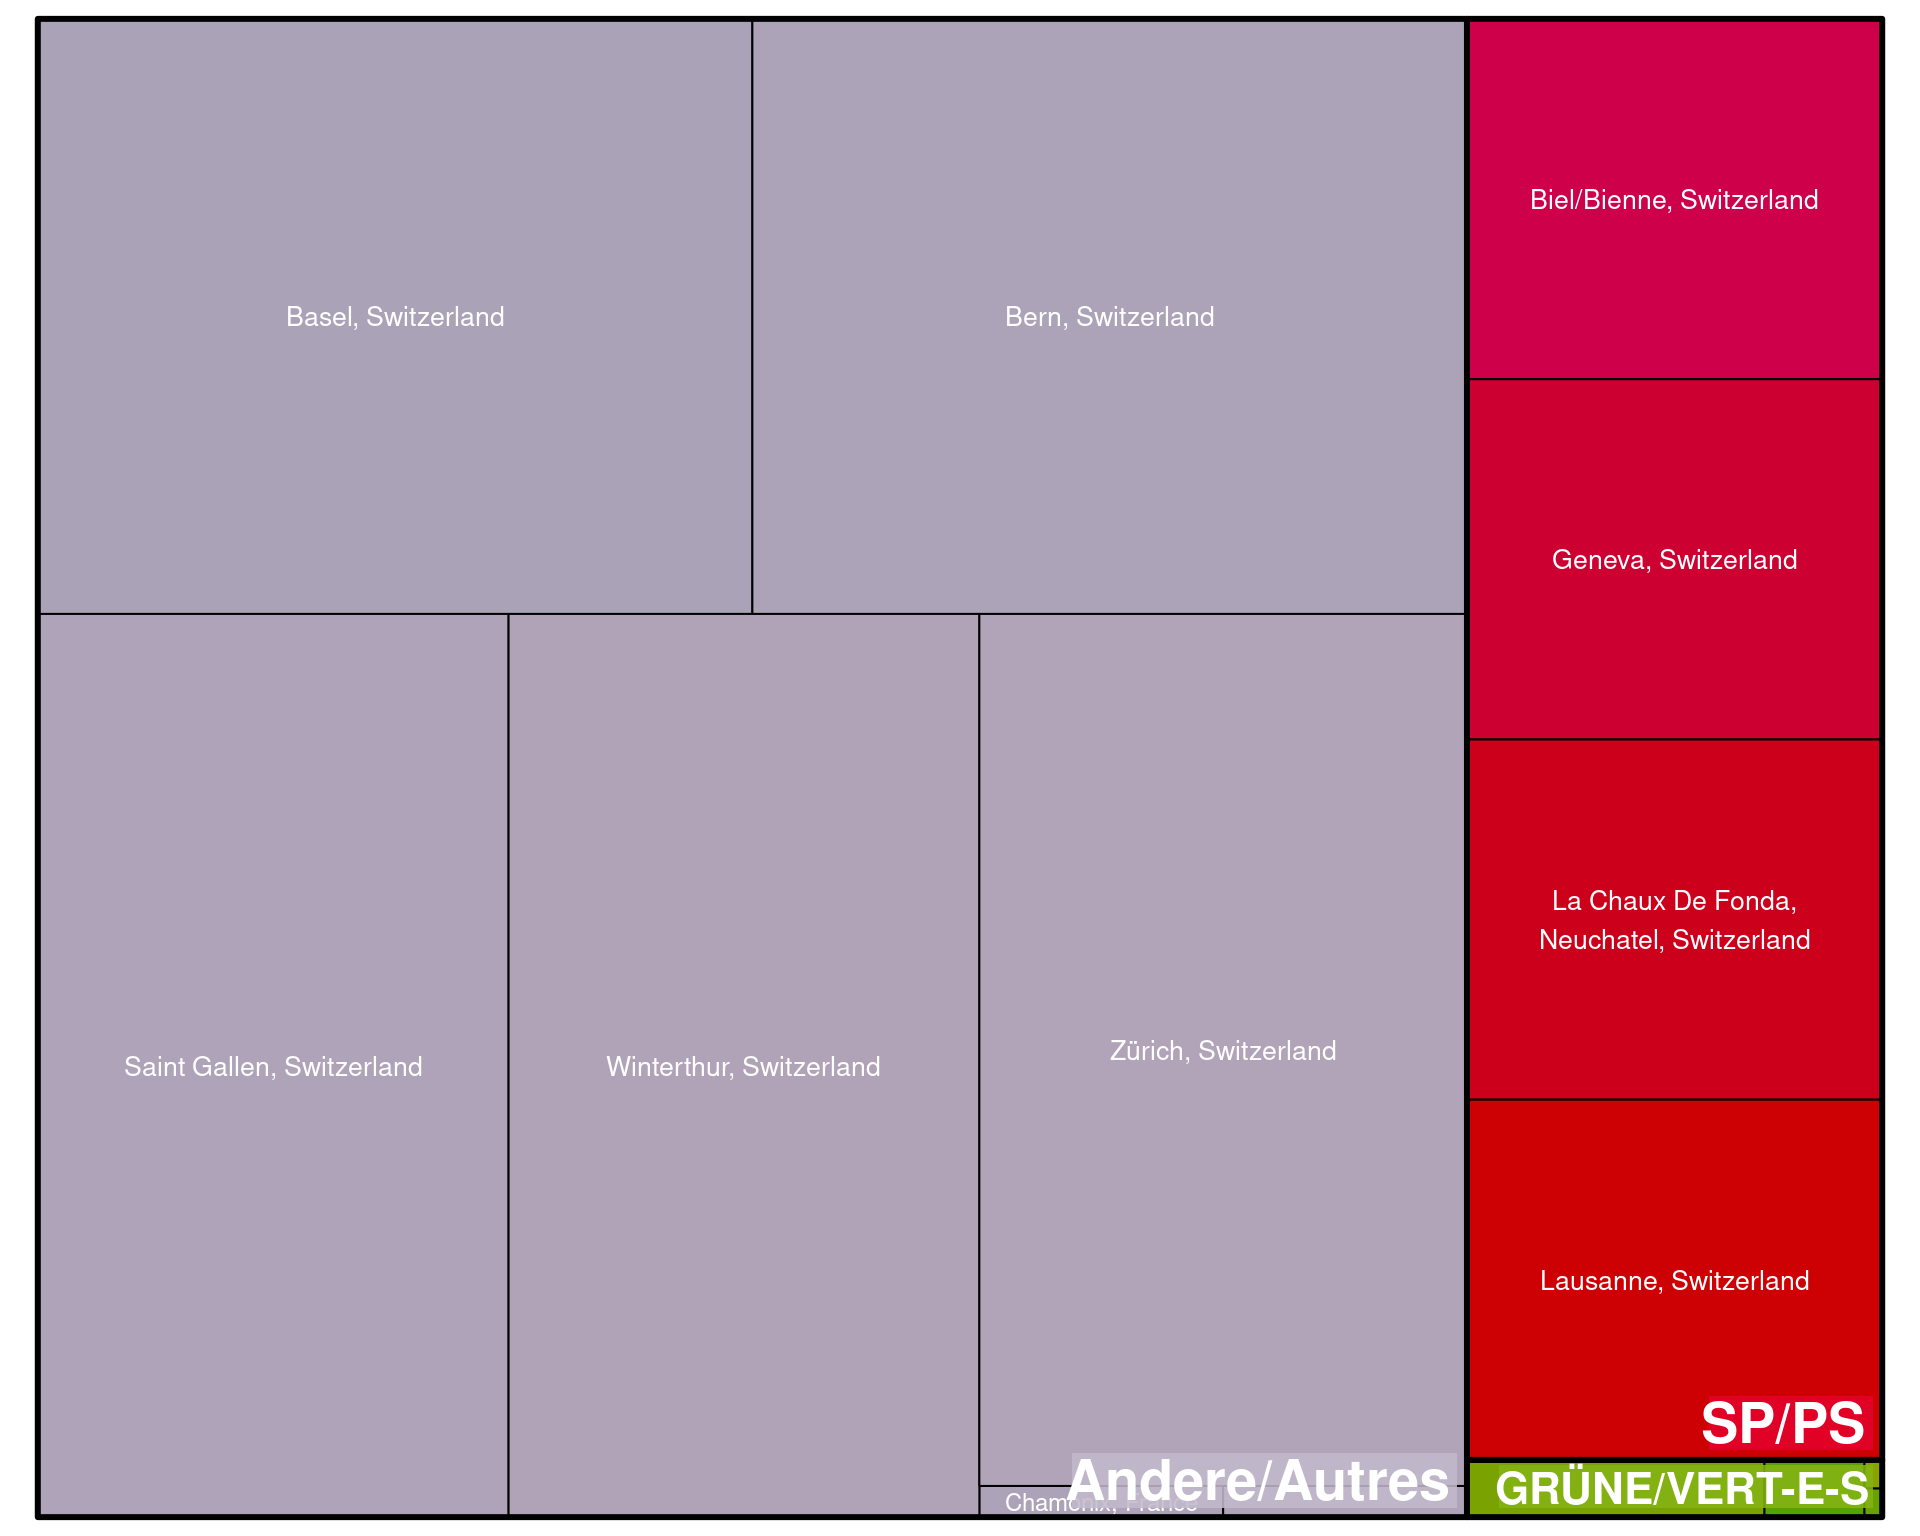 Basel, Switzerland
Bern, Switzerland
Biel/Bienne, Switzerland
Geneva, Switzerland
La Chaux De Fonda,
Neuchatel, Switzerland
Saint Gallen, Switzerland
Winterthur, Switzerland
Zürich, Switzerland
Lausanne, Switzerland
SP/PS
Andere/Autres
GRÜNE/VERT-E-S
Chamonix, France